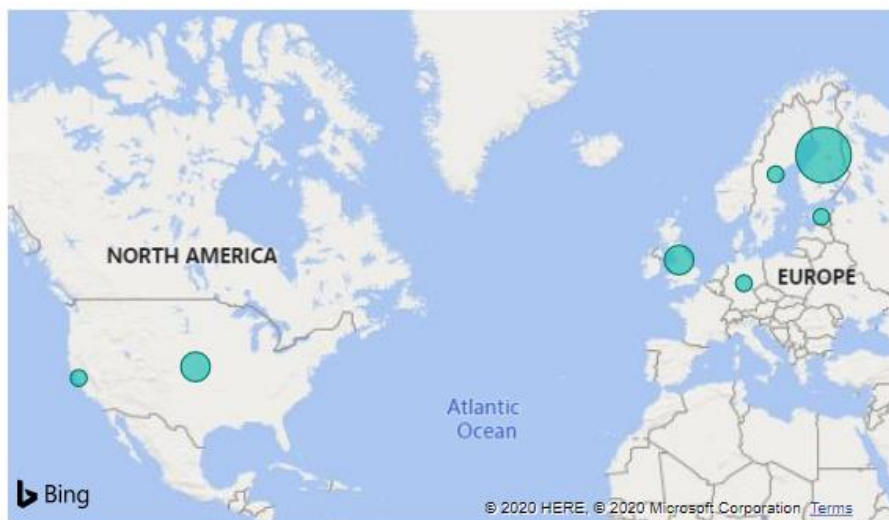 NORTH AMERICA
EUROPE
Atlantic
Ocean
Bing
© 2020 HERE, © 2020 Microsoft Corporation Terms